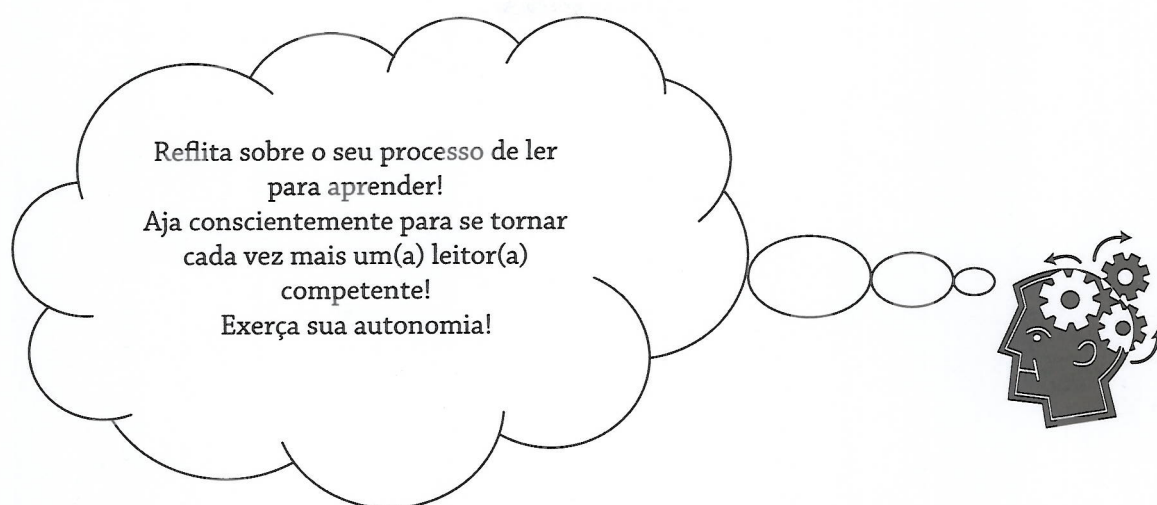 Reflita sobre o seu processo de ler
para aprender!
Aja conscientemente para se tornar
cada vez mais um(a) leitor(a)
competente!
Exerça sua autonomia!